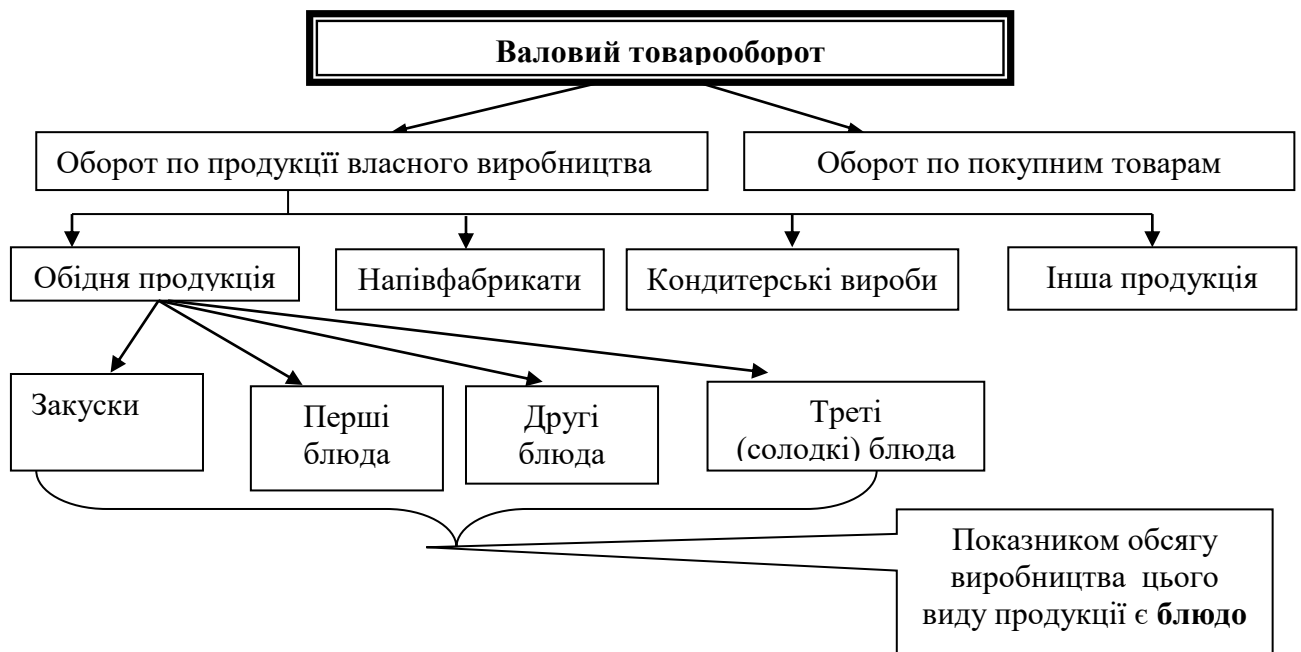 Валовий товарооборот
Оборот по продукції власного виробництва
Оборот по покупним товарам
Обідня продукція
Напівфабрикати
Кондитерські вироби
Інша продукція
Закуски
Перші
блюда
Другі
блюда
Треті
(солодкі) блюда
Показником обсягу
виробництва цього
виду продукції є блюдо